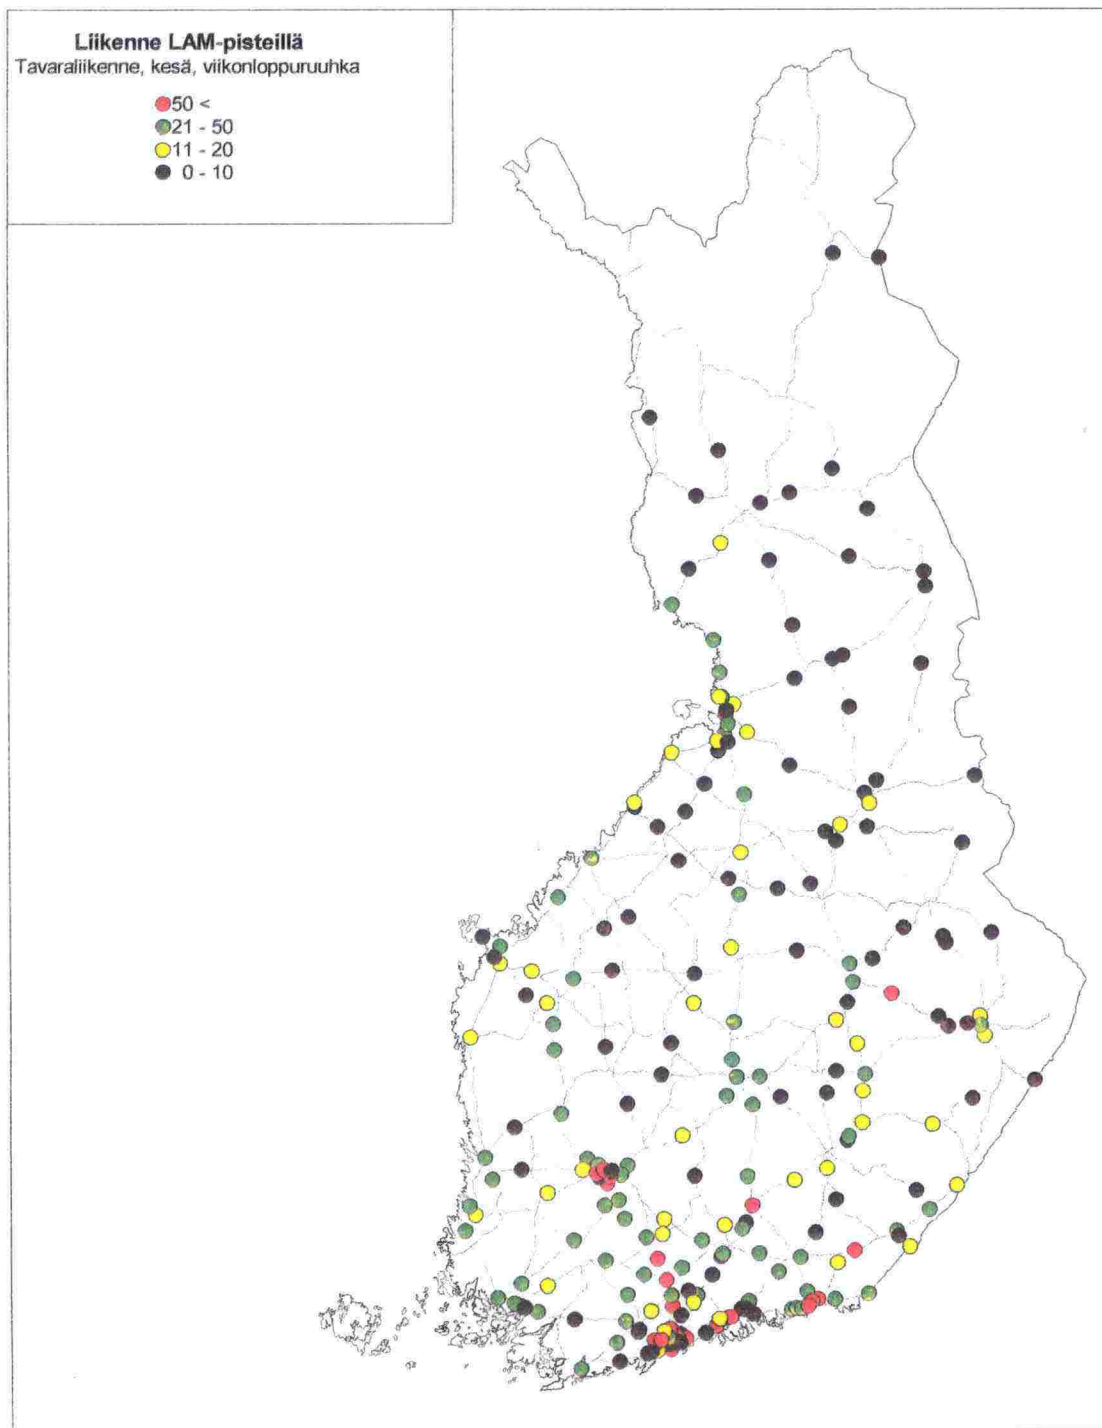 Liikenne LAM-pisteillä
Tavaraliikenne, kesä, viikonloppuruuhka
50 <
21 - 50
11 - 20
0 - 10